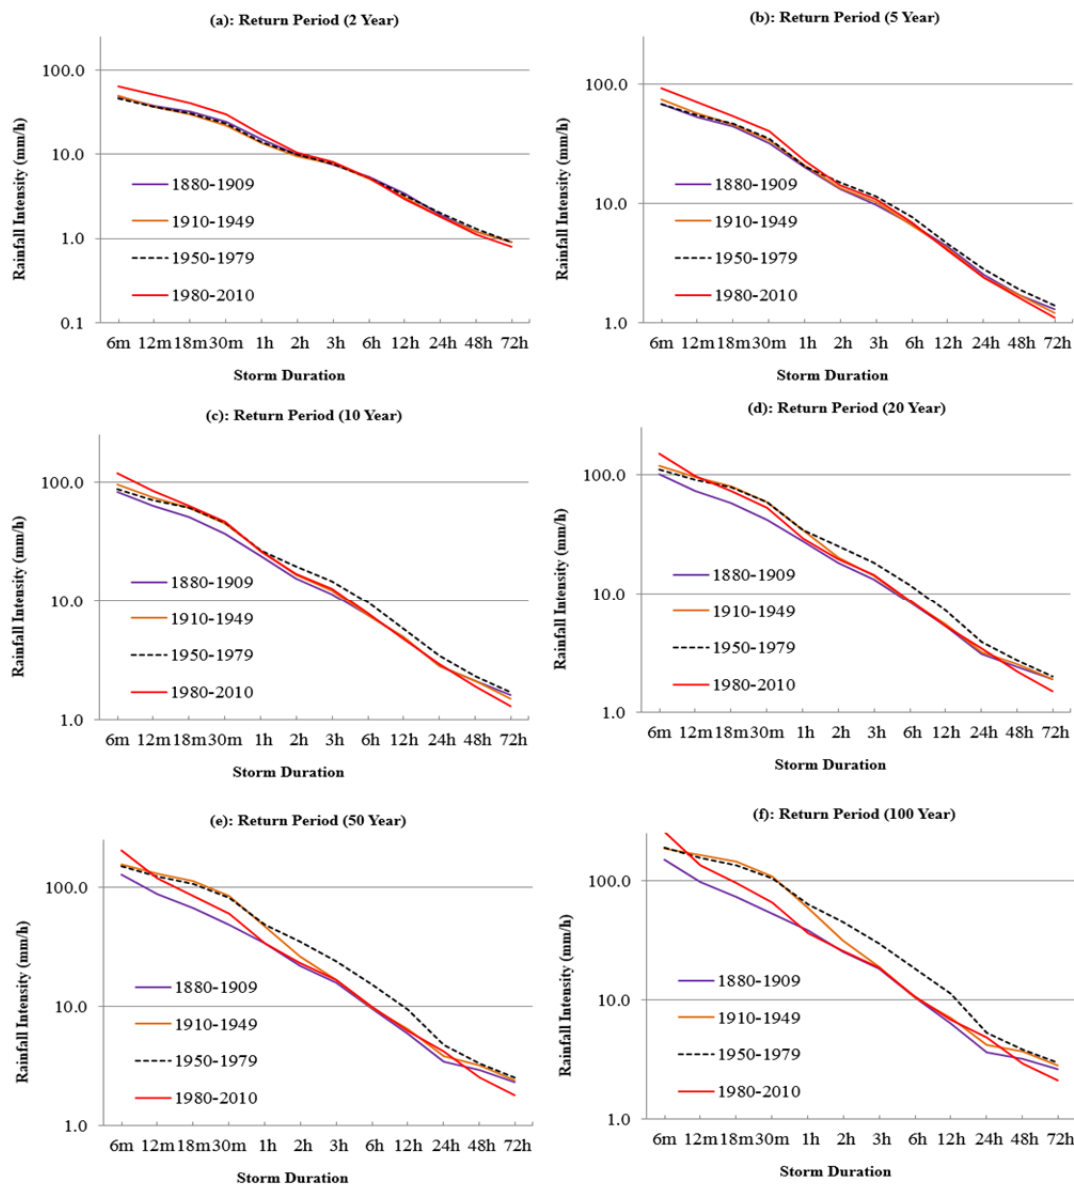 (a): Return Period (2 Year)
Rainfall Intensity (mm/h)
100.0
10.0
1.0
0.1
1880-1909
1910-1949
1950-1979
1980-2010
6m 12m 18m 30m 1h 2h 3h 6h 12h 24h 48h 72h
Storm Duration
(b): Return Period (5 Year)
Rainfall Intensity (mm/h)
100.0
10.0
1.0
1880-1909
1910-1949
1950-1979
1980-2010
6m 12m 18m 30m 1h 2h 3h 6h 12h 24h 48h 72h
Storm Duration
(c): Return Period (10 Year)
Rainfall Intensity (mm/h)
100.0
10.0
1.0
1880-1909
1910-1949
1950-1979
1980-2010
6m 12m 18m 30m 1h 2h 3h 6h 12h 24h 48h 72h
Storm Duration
(d): Return Period (20 Year)
Rainfall Intensity (mm/h)
100.0
10.0
1.0
1880-1909
1910-1949
1950-1979
1980-2010
6m 12m 18m 30m 1h 2h 3h 6h 12h 24h 48h 72h
Storm Duration
(e): Return Period (50 Year)
Rainfall Intensity (mm/h)
100.0
10.0
1.0
1880-1909
1910-1949
1950-1979
1980-2010
6m 12m 18m 30m 1h 2h 3h 6h 12h 24h 48h 72h
Storm Duration
(f): Return Period (100 Year)
Rainfall Intensity (mm/h)
100.0
10.0
1.0
1880-1909
1910-1949
1950-1979
1980-2010
6m 12m 18m 30m 1h 2h 3h 6h 12h 24h 48h 72h
Storm Duration